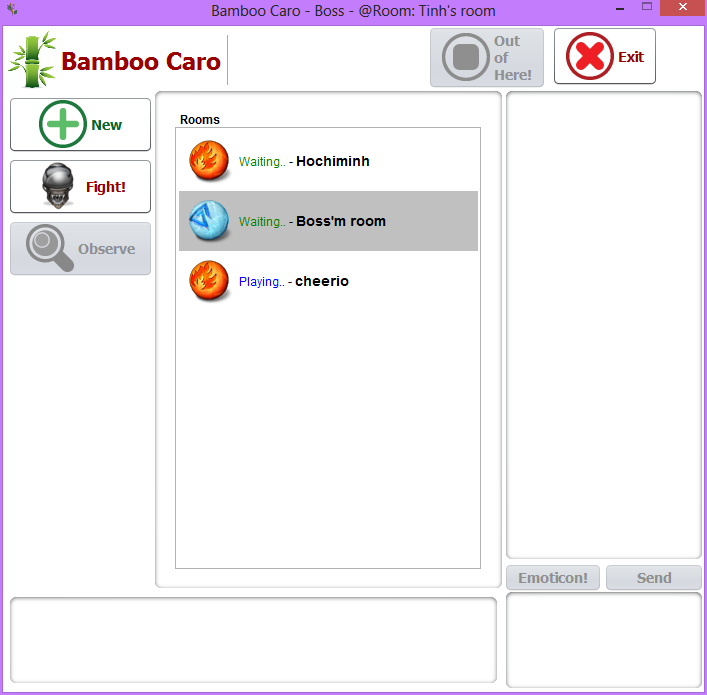 Bamboo Caro - Boss - @Room: Tinh's room
Bamboo Caro
Out
of
Here!
Exit
New
Fight!
Observe
Rooms
Waiting.. - Hochiminh
Waiting.. - Boss'm room
Playing.. - cheerio
Emoticon!
Send